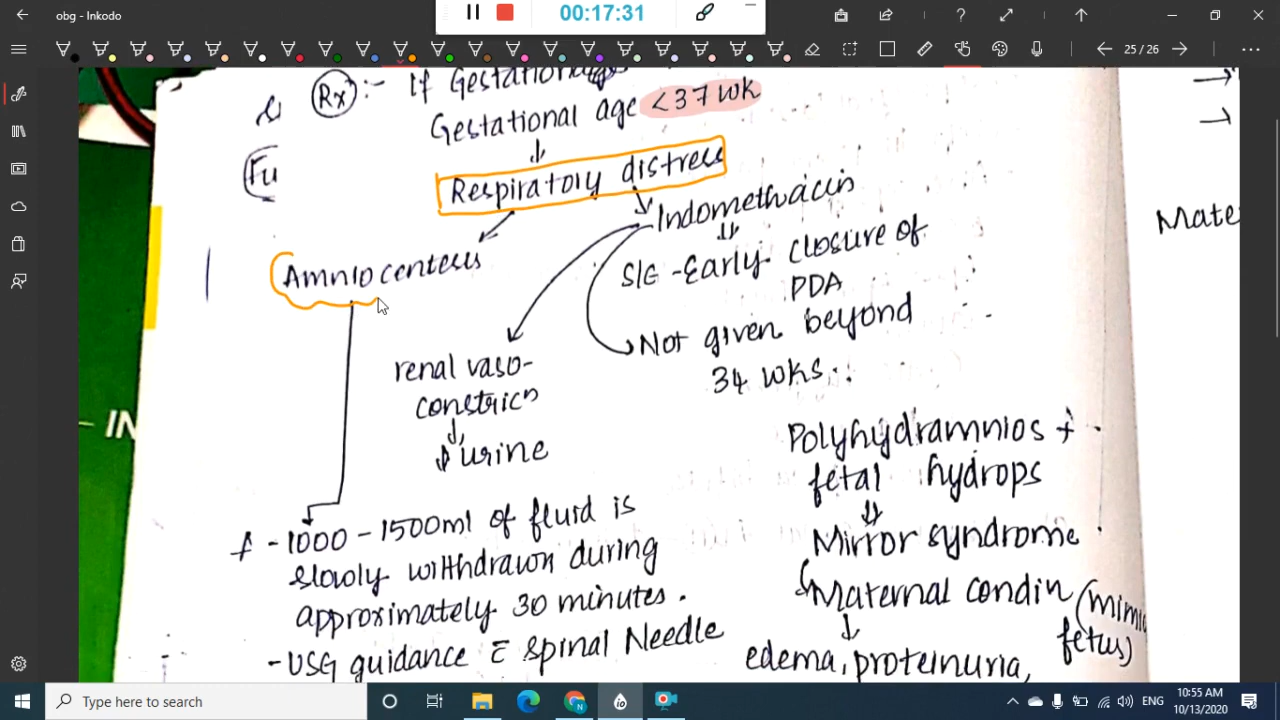 obg - Inkodo
00:17:31
25 / 26
Rx :- If Gestational age
Gestational age <37 wk
Fu
Respiratory distress
Indomethacin
Amniocentesis
S/E - Early closure of
PDA
Not given beyond
34 wks.
renal vaso-
constricn
↓ urine
Mate
Polyhydramnios +
fetal hydrops
Mirror syndrome
Maternal condin (mimi
fetus)
edema, proteinuria,
- 1000 - 1500ml of fluid is
slowly withdrawn during
approximately 30 minutes.
- USG guidance c̄ spinal Needle
- IN
Type here to search
ENG
10:55 AM
10/13/2020